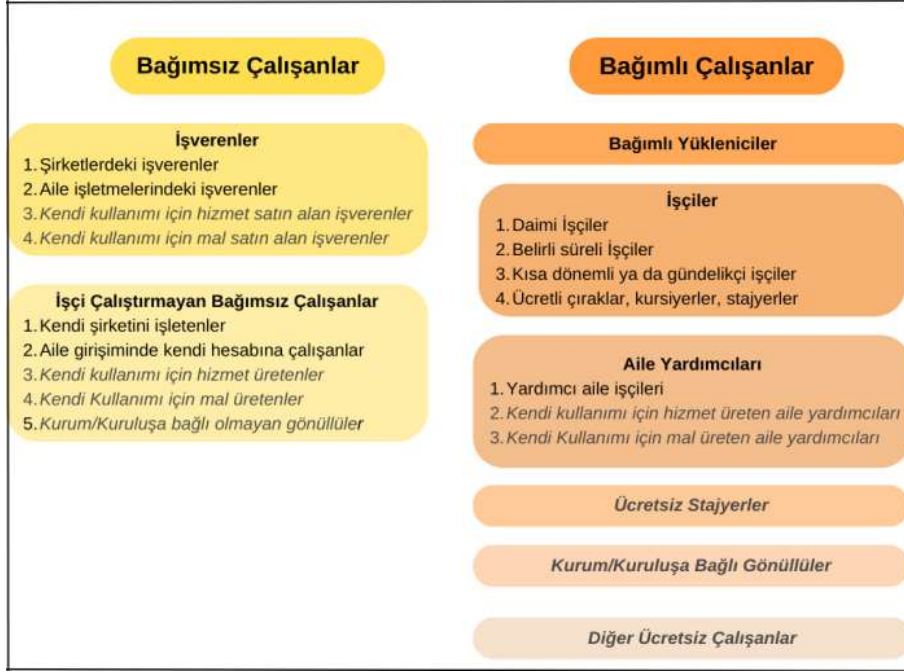 Bağımsız Çalışanlar
İşverenler
1. Şirketlerdeki işverenler
2. Aile işletmelerindeki işverenler
3. Kendi kullanımı için hizmet satın alan işverenler
4. Kendi kullanımı için mal satın alan işverenler
İşçi Çalıştırmayan Bağımsız Çalışanlar
1. Kendi şirketini işletenler
2. Aile girişiminde kendi hesabına çalışanlar
3. Kendi kullanımı için hizmet üretenler
4. Kendi Kullanımı için mal üretenler
5. Kurum/Kuruluşa bağlı olmayan gönüllüler
Bağımlı Çalışanlar
Bağımlı Yükleniciler
İşçiler
1. Daimi İşçiler
2. Belirli süreli İşçiler
3. Kısa dönemli ya da gündelikçi işçiler
4. Ücretli çıraklar, kursiyerler, stajyerler
Aile Yardımcıları
1. Yardımcı aile işçileri
2. Kendi kullanımı için hizmet üreten aile yardımcıları
3. Kendi Kullanımı için mal üreten aile yardımcıları
Ücretsiz Stajyerler
Kurum/Kuruluşa Bağlı Gönüllüler
Diğer Ücretsiz Çalışanlar